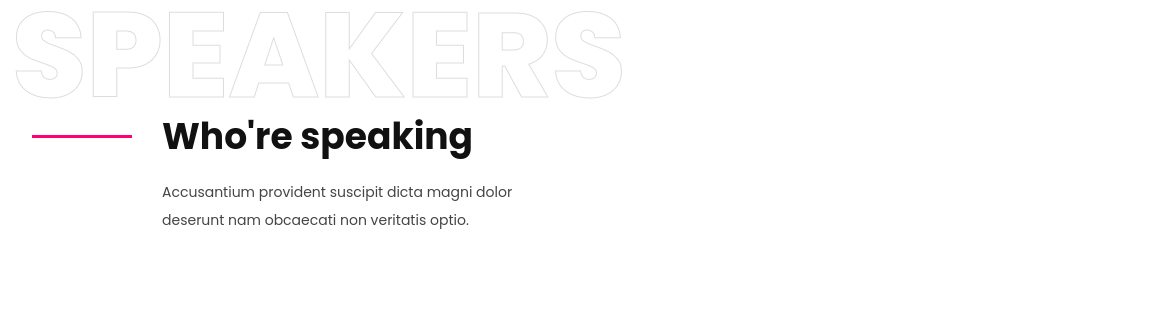 SPEAKERS
Who're speaking
Accusantium provident suscipit dicta magni dolor
deserunt nam obcaecati non veritatis optio.